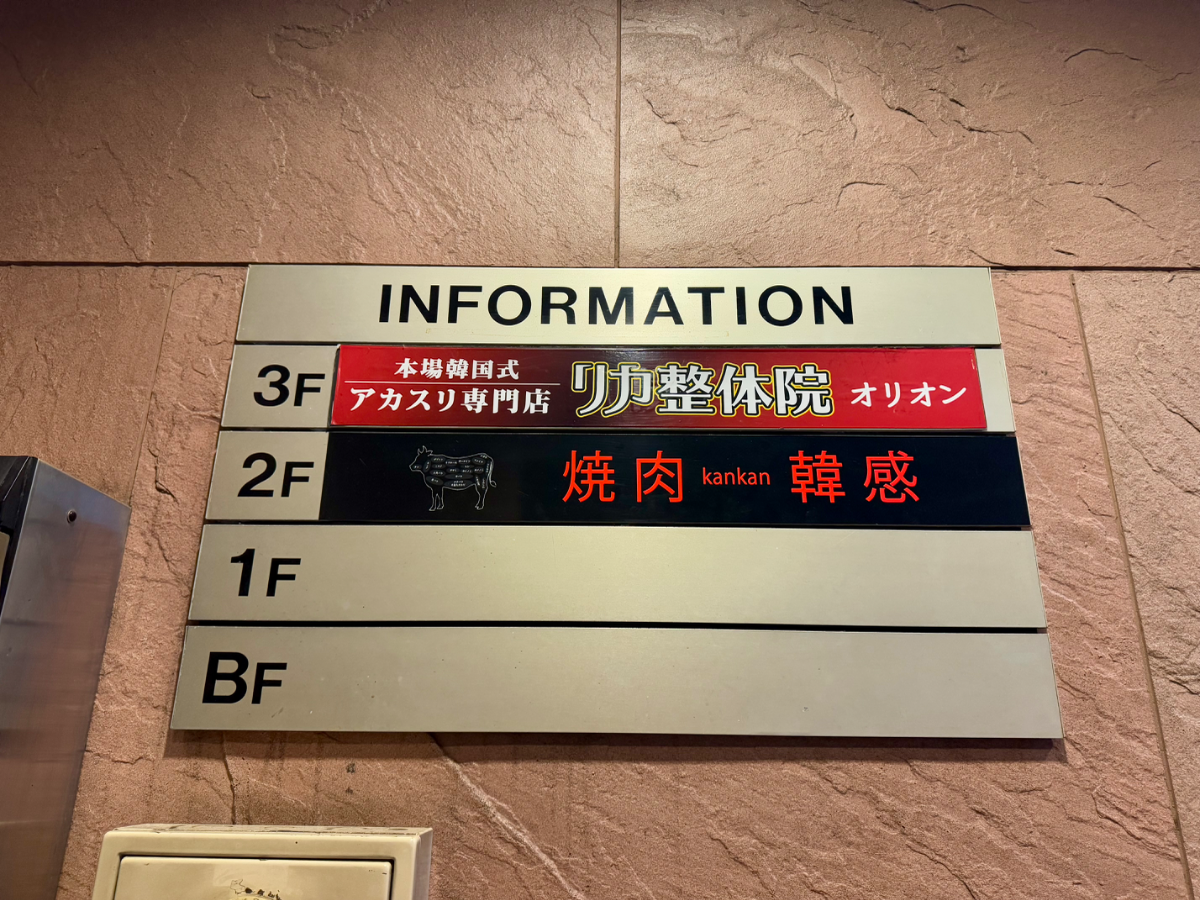 INFORMATION
3F
本場韓国式
アカスリ専門店
リカ整体院 オリオン
2F
焼肉 kankan 韓感
1F
BF